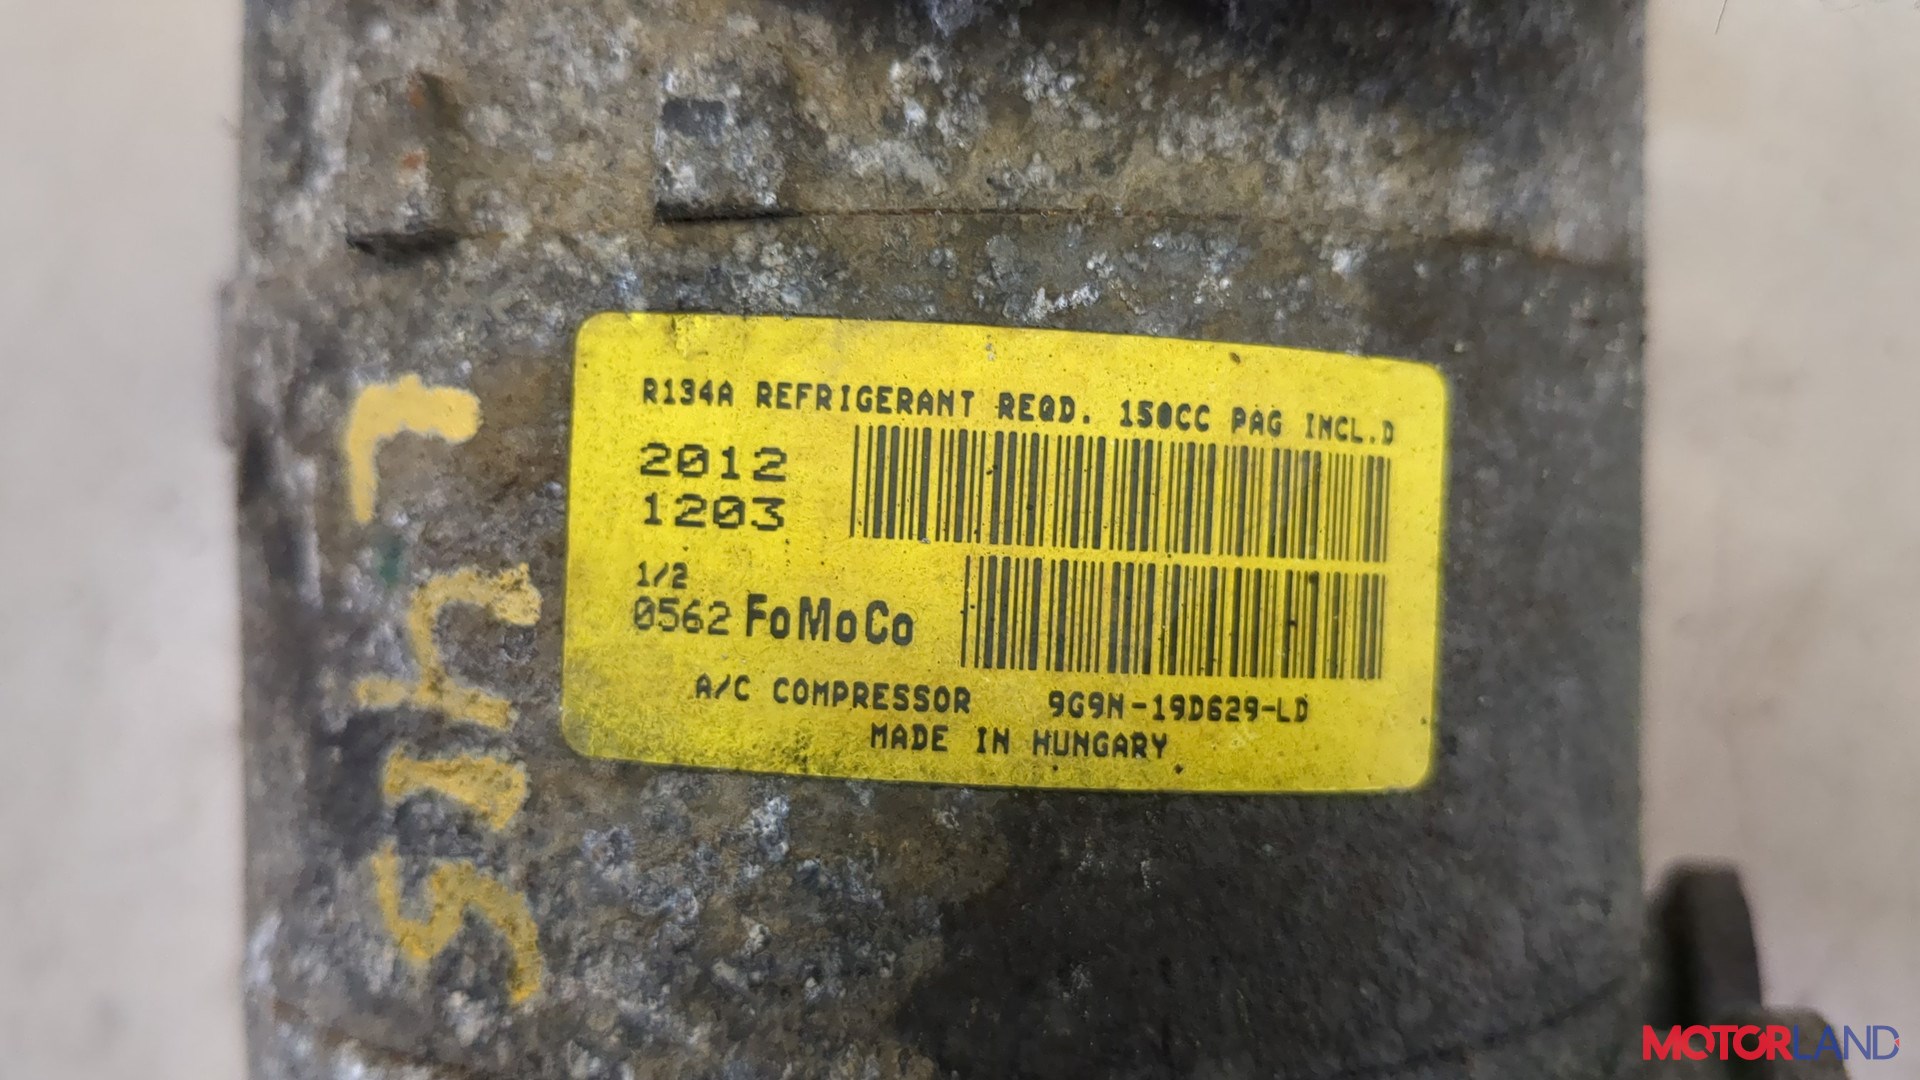 R134A REFRIGERANT REQD. 150CC PAG INCL.D
2012
1203
1/2
0562 FoMoCo
A/C COMPRESSOR 9G9N-19D629-LD
MADE IN HUNGARY
MOTORLAND